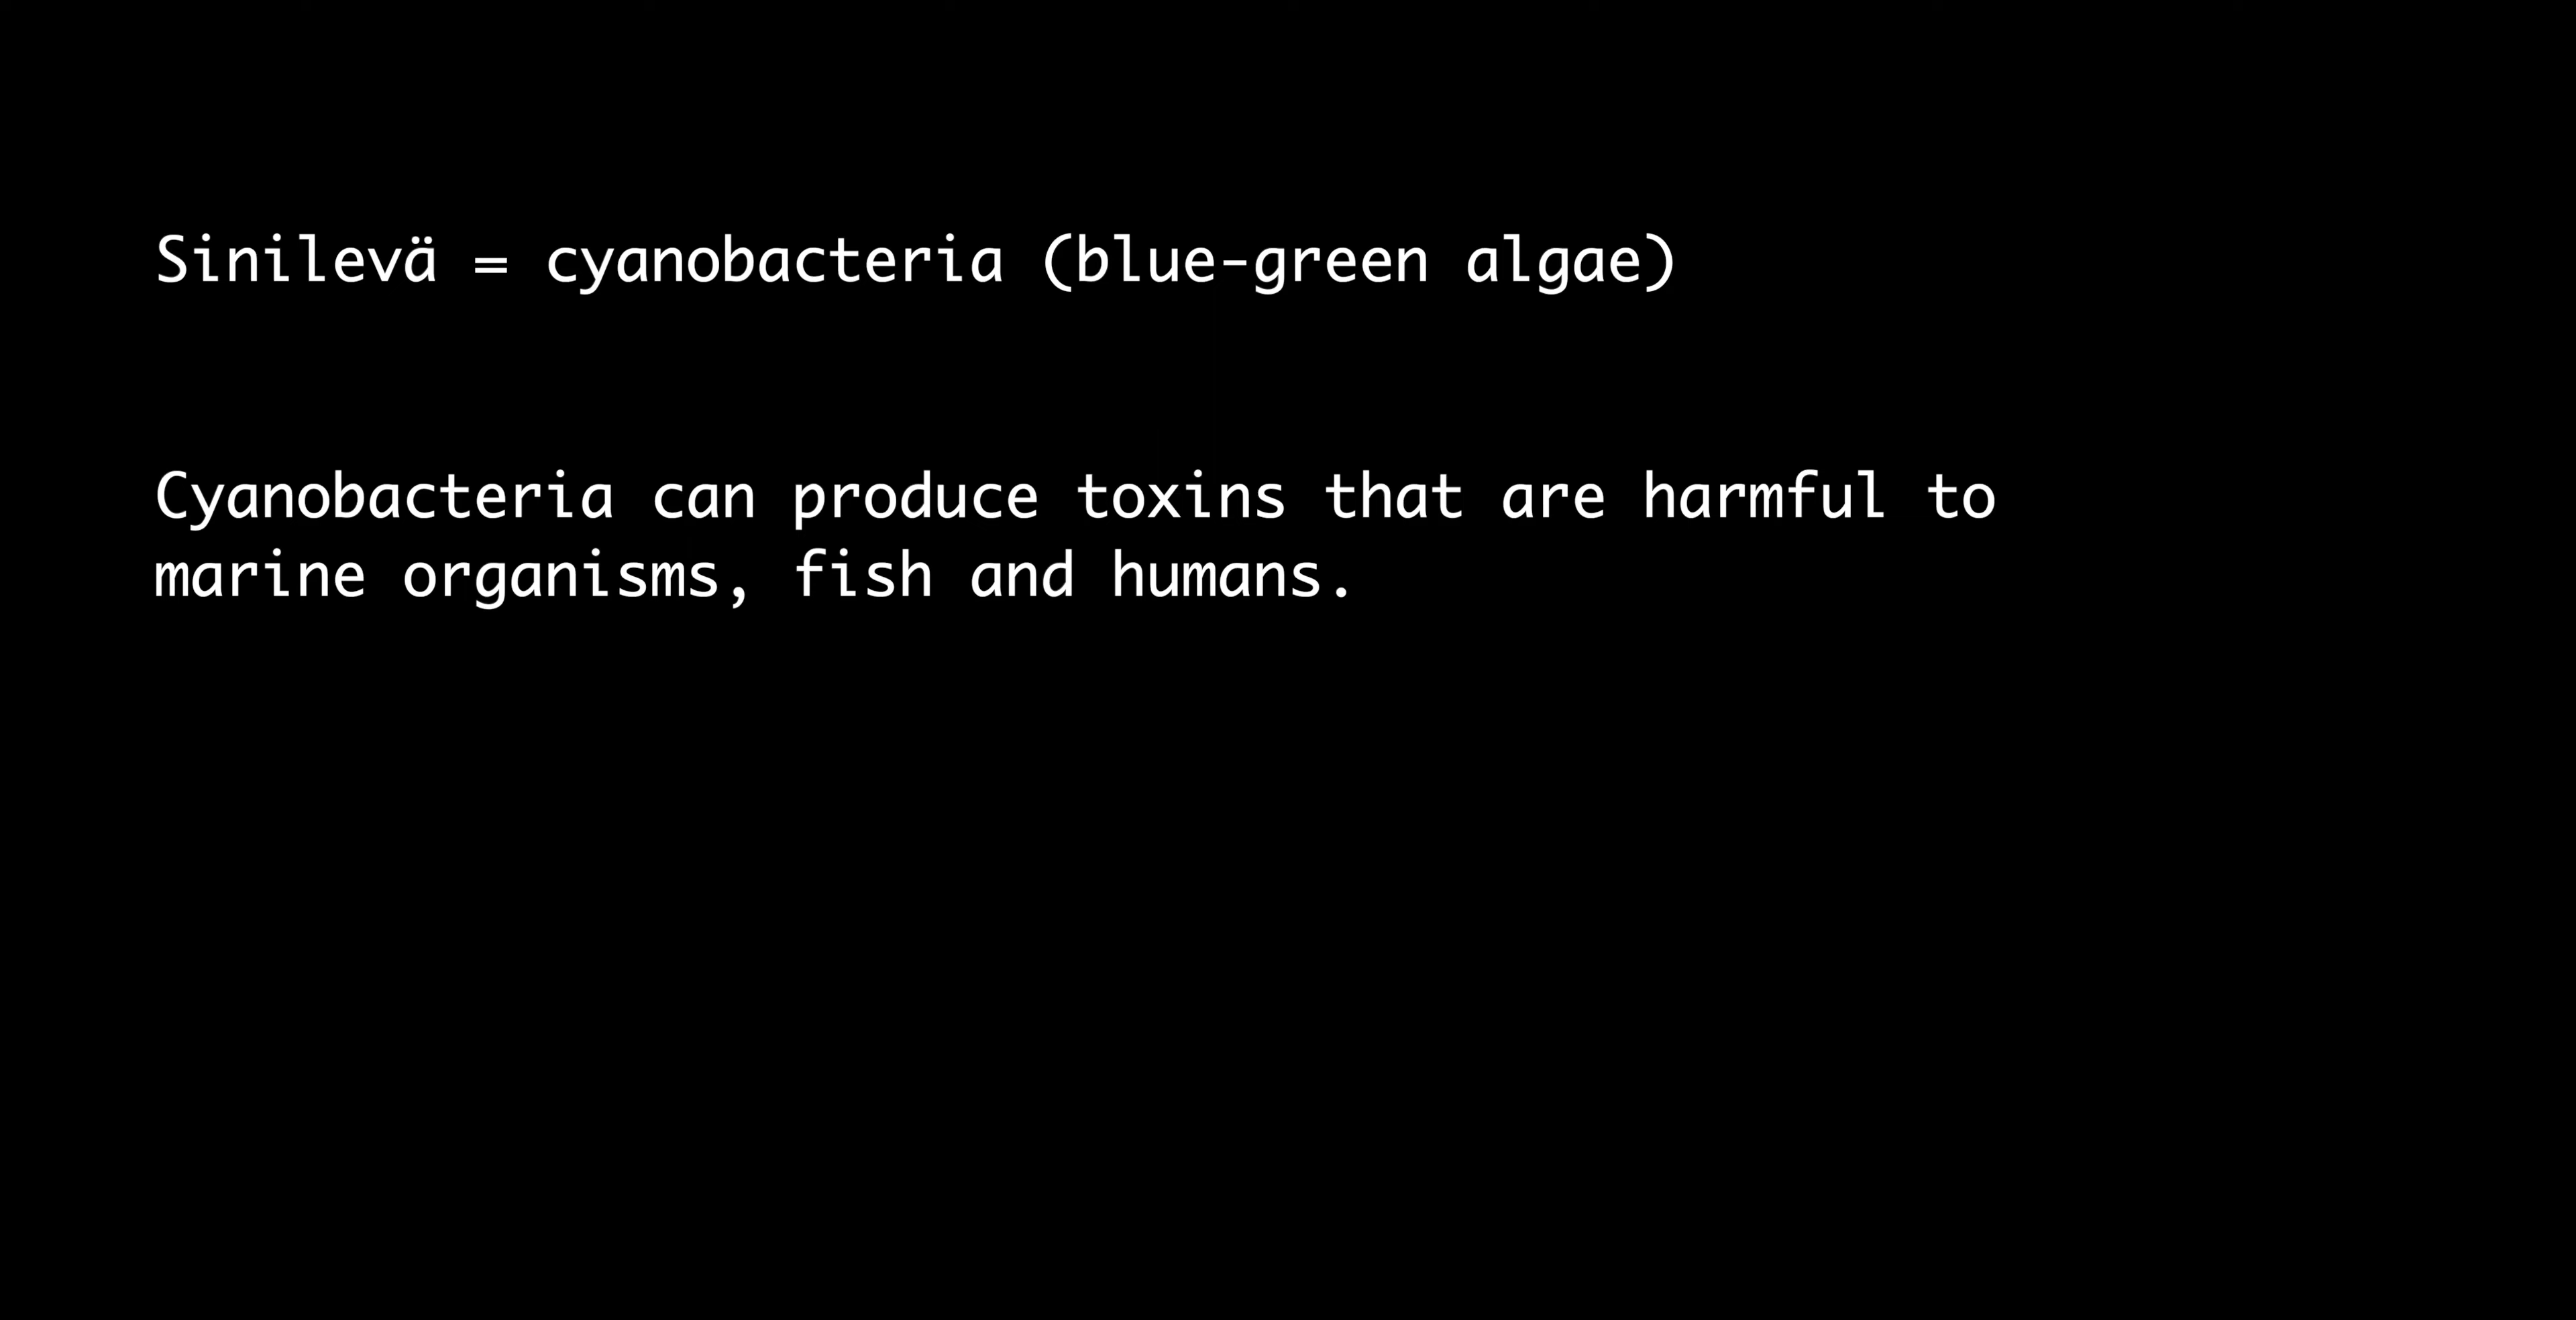 Sinilevä = cyanobacteria (blue-green algae)
Cyanobacteria can produce toxins that are harmful to
marine organisms, fish and humans.